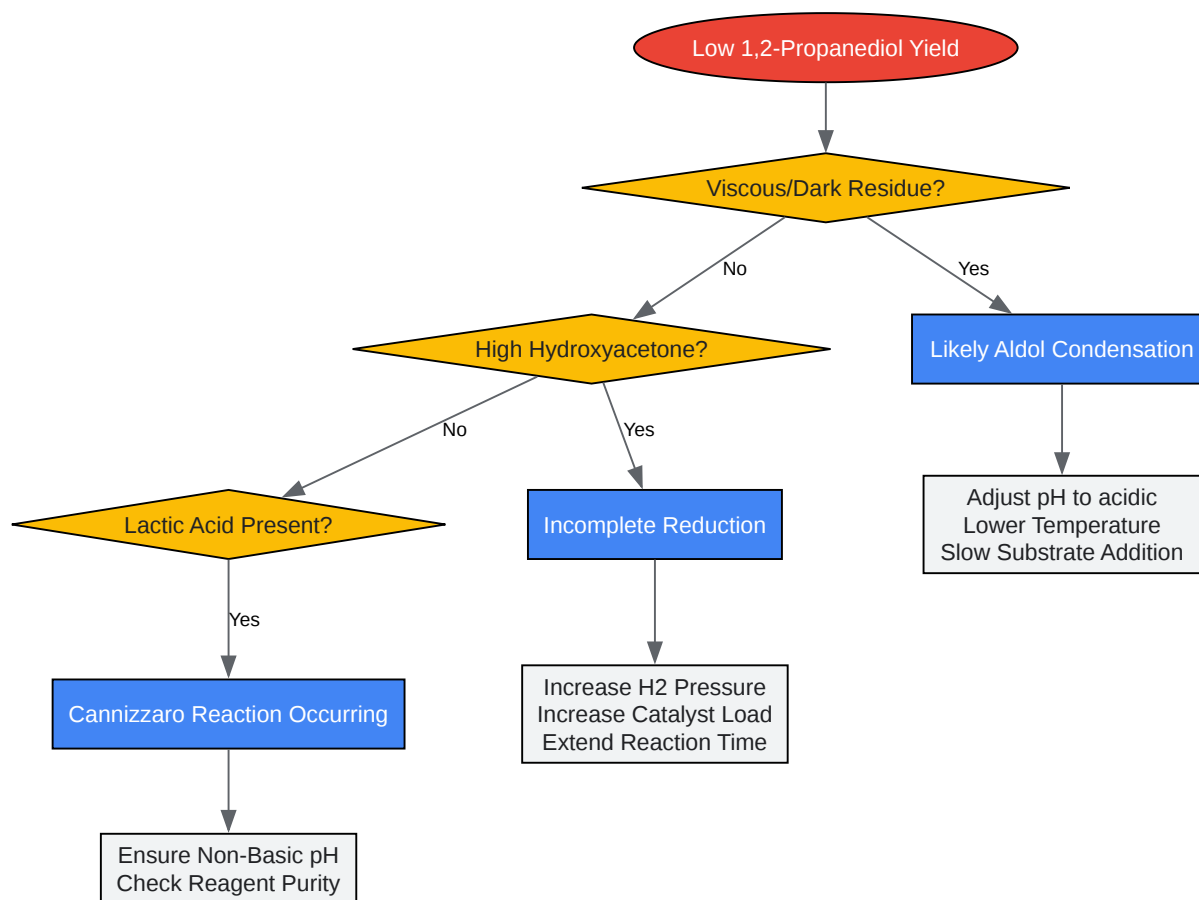 Low 1,2-Propanediol Yield
Viscous/Dark Residue?
No
Yes
High Hydroxyacetone?
Likely Aldol Condensation
No
Yes
Adjust pH to acidic
Lower Temperature
Slow Substrate Addition
Lactic Acid Present?
Incomplete Reduction
Yes
Increase H2 Pressure
Increase Catalyst Load
Extend Reaction Time
Cannizzaro Reaction Occurring
Ensure Non-Basic pH
Check Reagent Purity